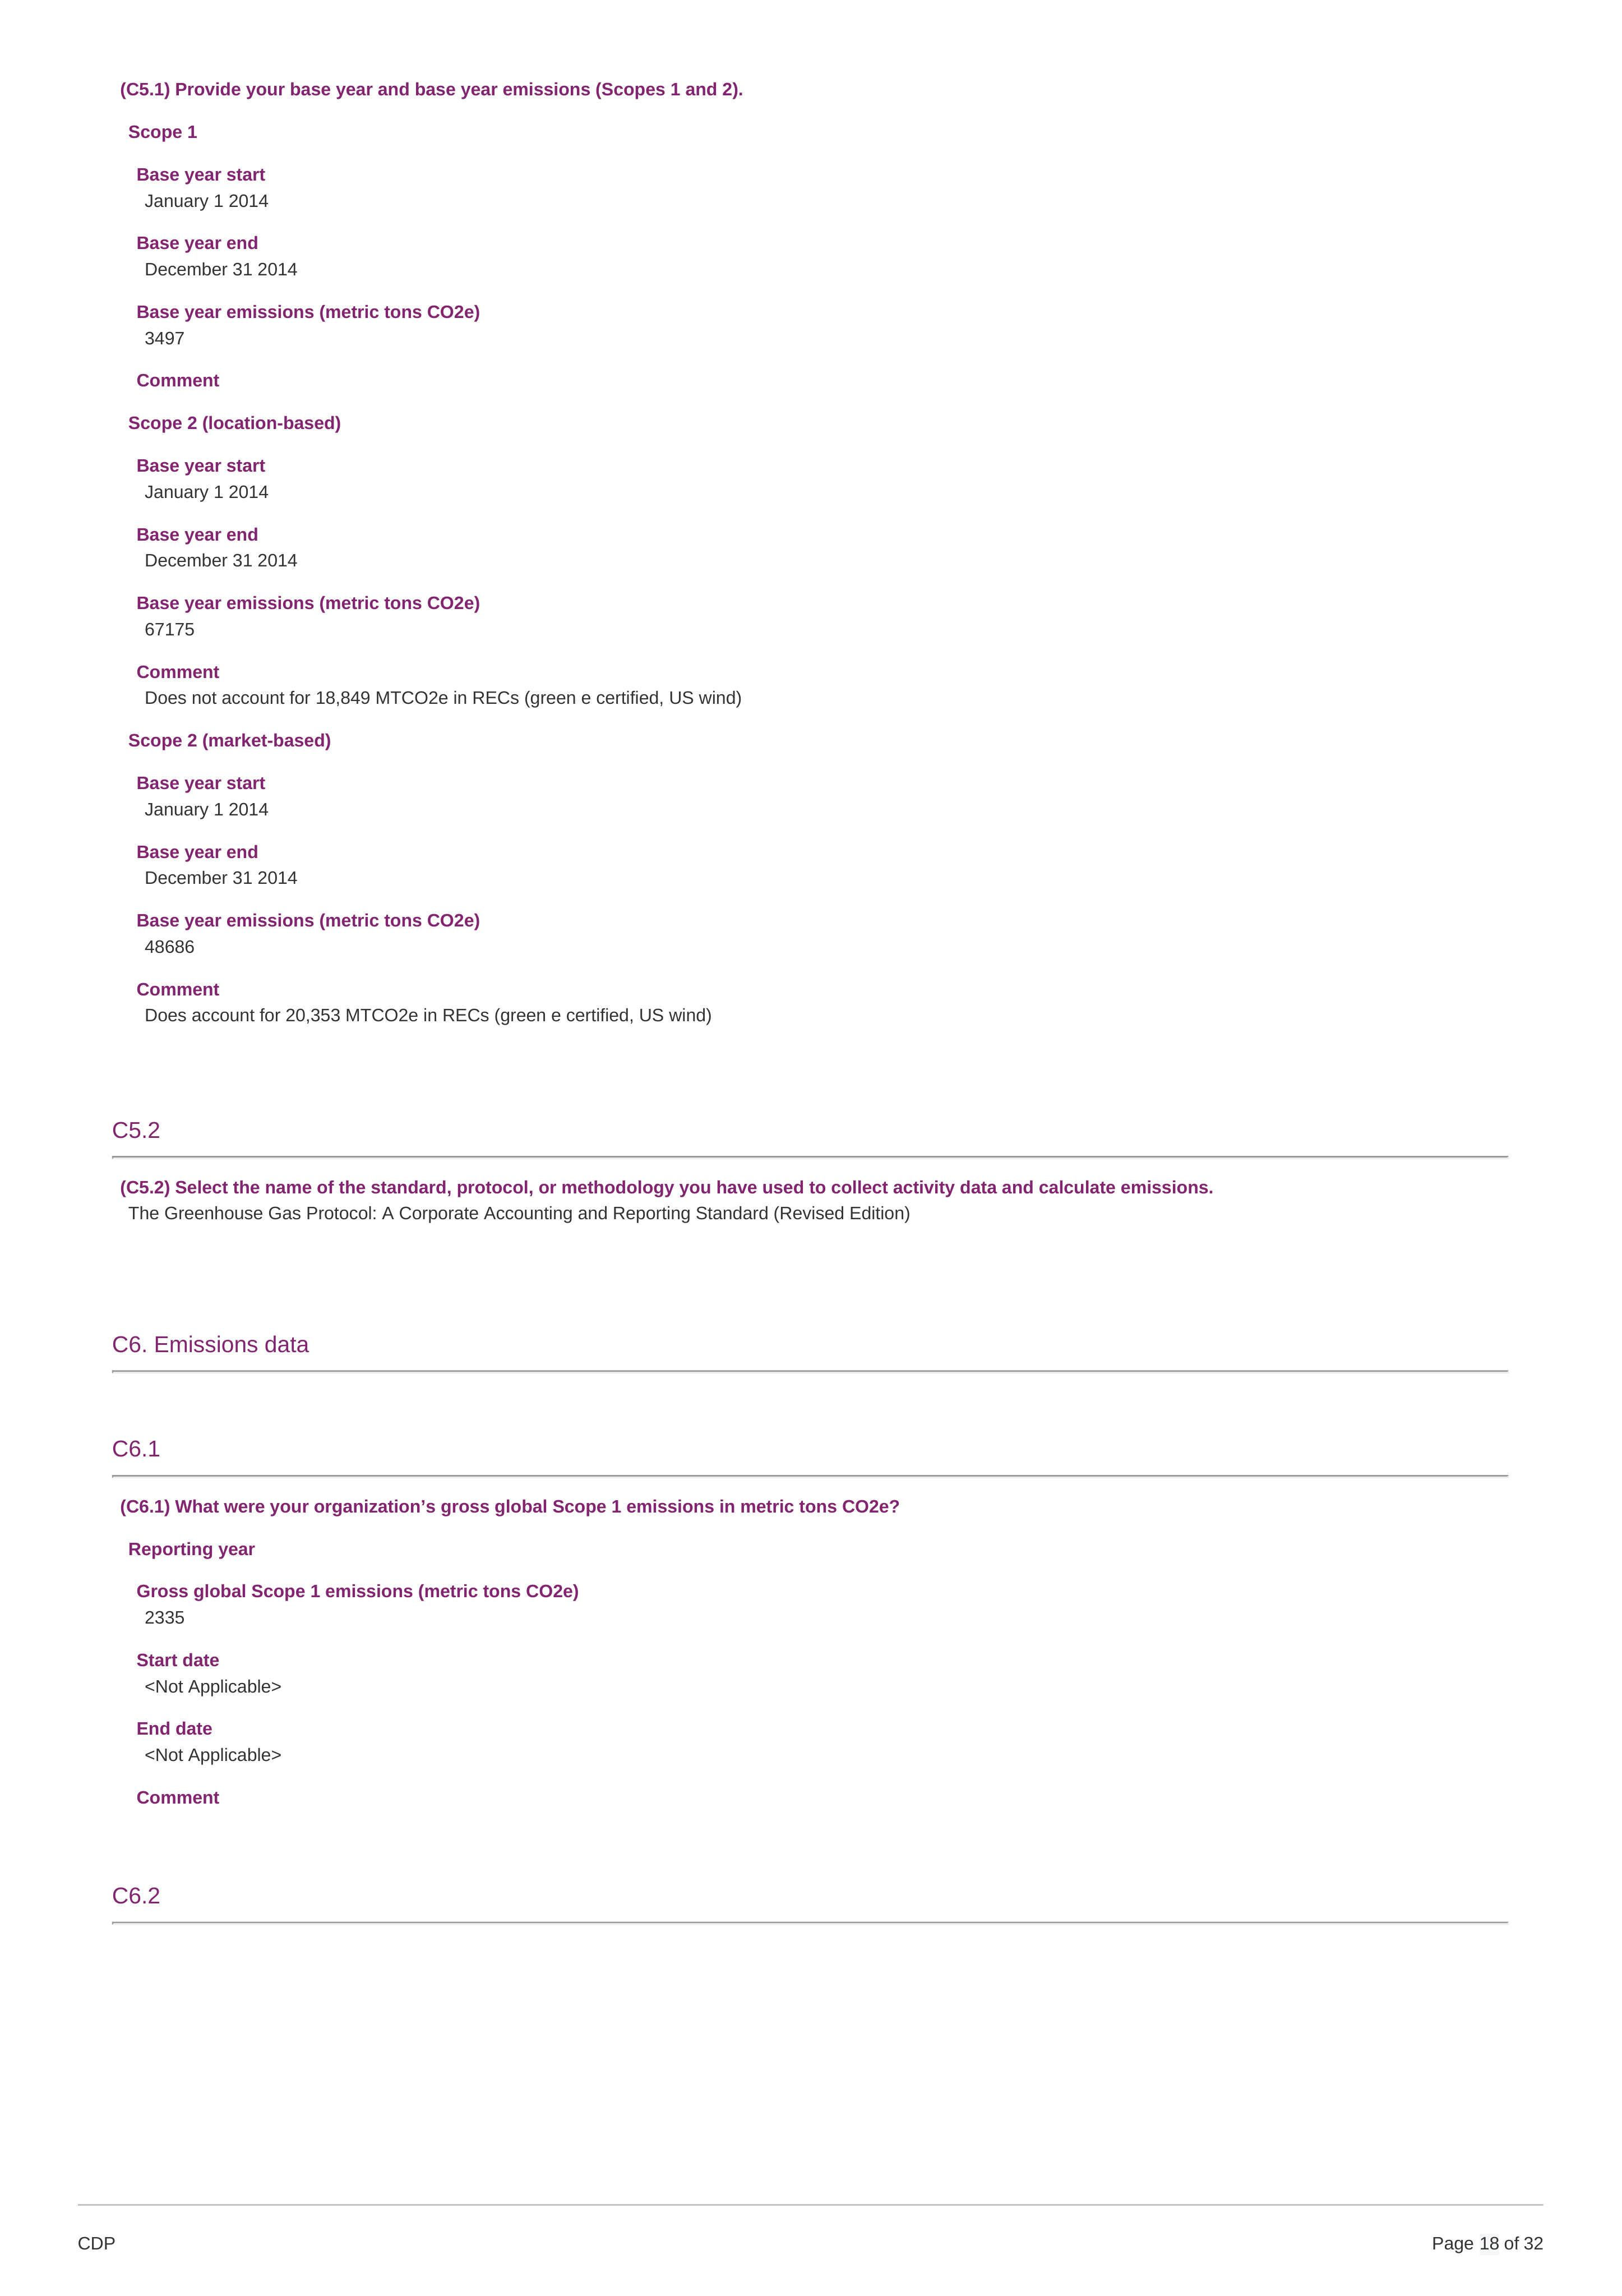 (C5.1) Provide your base year and base year emissions (Scopes 1 and 2).
Scope 1
Base year start
January 1 2014
Base year end
December 31 2014
Base year emissions (metric tons CO2e)
3497
Comment
Scope 2 (location-based)
Base year start
January 1 2014
Base year end
December 31 2014
Base year emissions (metric tons CO2e)
67175
Comment
Does not account for 18,849 MTCO2e in RECs (green e certified, US wind)
Scope 2 (market-based)
Base year start
January 1 2014
Base year end
December 31 2014
Base year emissions (metric tons CO2e)
48686
Comment
Does account for 20,353 MTCO2e in RECs (green e certified, US wind)
C5.2
(C5.2) Select the name of the standard, protocol, or methodology you have used to collect activity data and calculate emissions.
The Greenhouse Gas Protocol: A Corporate Accounting and Reporting Standard (Revised Edition)
C6. Emissions data
C6.1
(C6.1) What were your organization’s gross global Scope 1 emissions in metric tons CO2e?
Reporting year
Gross global Scope 1 emissions (metric tons CO2e)
2335
Start date
<Not Applicable>
End date
<Not Applicable>
Comment
C6.2
CDP
Page 18 of 32